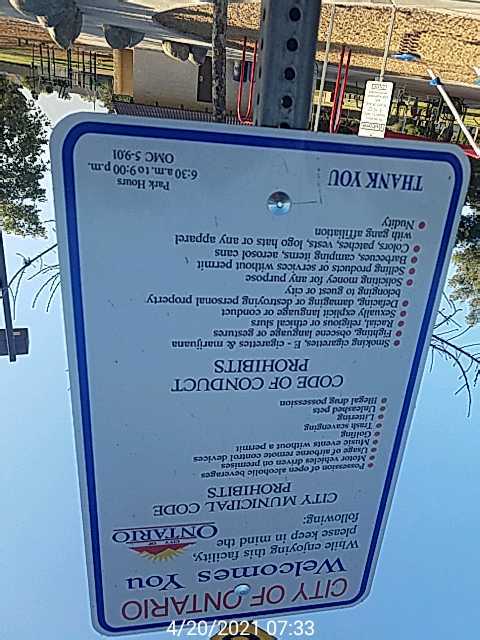 CITY OF ONTARIO
Welcomes You
While enjoying this facility,
please keep in mind the
following:
CITY OF
ONTARIO
CITY MUNICIPAL CODE
PROHIBITS
Possession of open alcoholic beverages
Motor vehicles driven on premises
Usage of airborne remote control devices
Music events without a permit
Golfing
Trash scavenging
Littering
Unleashed pets
Illegal drug possession
CODE OF CONDUCT
PROHIBITS
Smoking cigarettes, E - cigarettes & marijuana
Fighting, obscene language or gestures
Racial, religious or ethnic slurs
Sexually explicit language or conduct
Defacing, damaging or destroying personal property
belonging to guest or city
Soliciting money for any purpose
Selling products or services without permit
Barbecues, camping items, aerosol cans
Colors, patches, vests, logo hats or any apparel
with gang affiliation
Nudity
THANK YOU
Park Hours
6:30 a.m. to 9:00 p.m.
OMC 5-9.01
4/20/2021 07:33